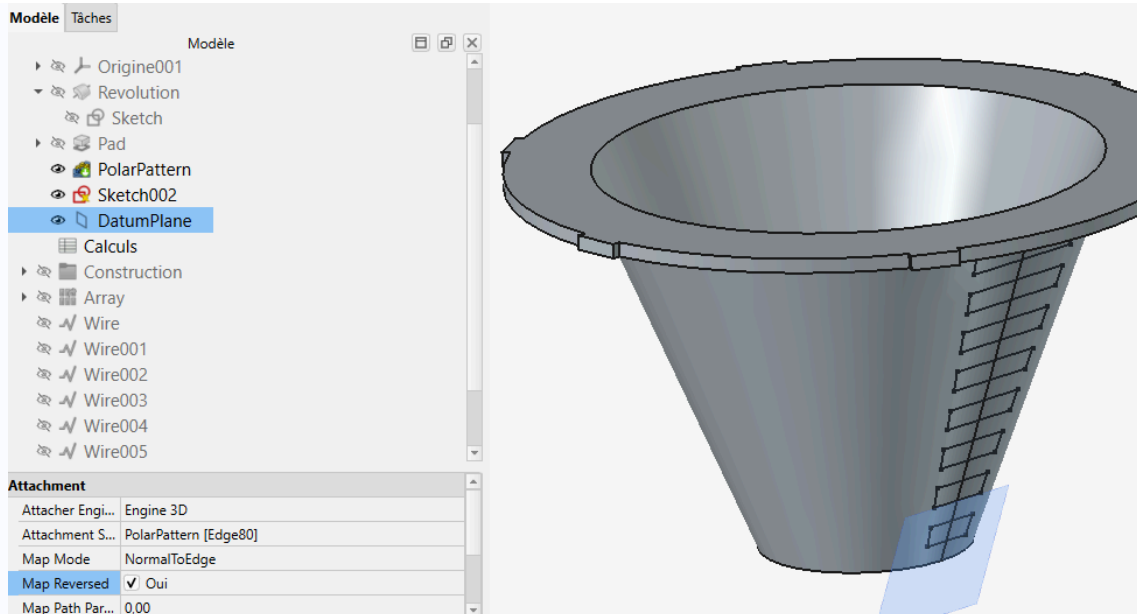 Modèle Tâches
Modèle
Origine001
Revolution
Sketch
Pad
PolarPattern
Sketch002
DatumPlane
Calculs
Construction
Array
Wire
Wire001
Wire002
Wire003
Wire004
Wire005
Attachment
Attacher Engi... Engine 3D
Attachment S... PolarPattern [Edge80]
Map Mode NormalToEdge
Map Reversed Oui
Map Path Par... 0,00